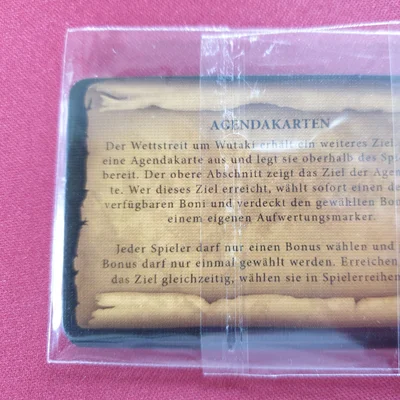 AGENDAKARTEN
Der Wettstreit um Wutaki erhält ein weiteres Ziel
eine Agendakarte aus und legt sie oberhalb des Spi
bereit. Der obere Abschnitt zeigt das Ziel der Agen
te. Wer dieses Ziel erreicht, wählt sofort einen de
verfügbaren Boni und verdeckt den gewählten Bon
einem eigenen Aufwertungsmarker.
Jeder Spieler darf nur einen Bonus wählen und
Bonus darf nur einmal gewählt werden. Erreichen
das Ziel gleichzeitig, wählen sie in Spielerreihen